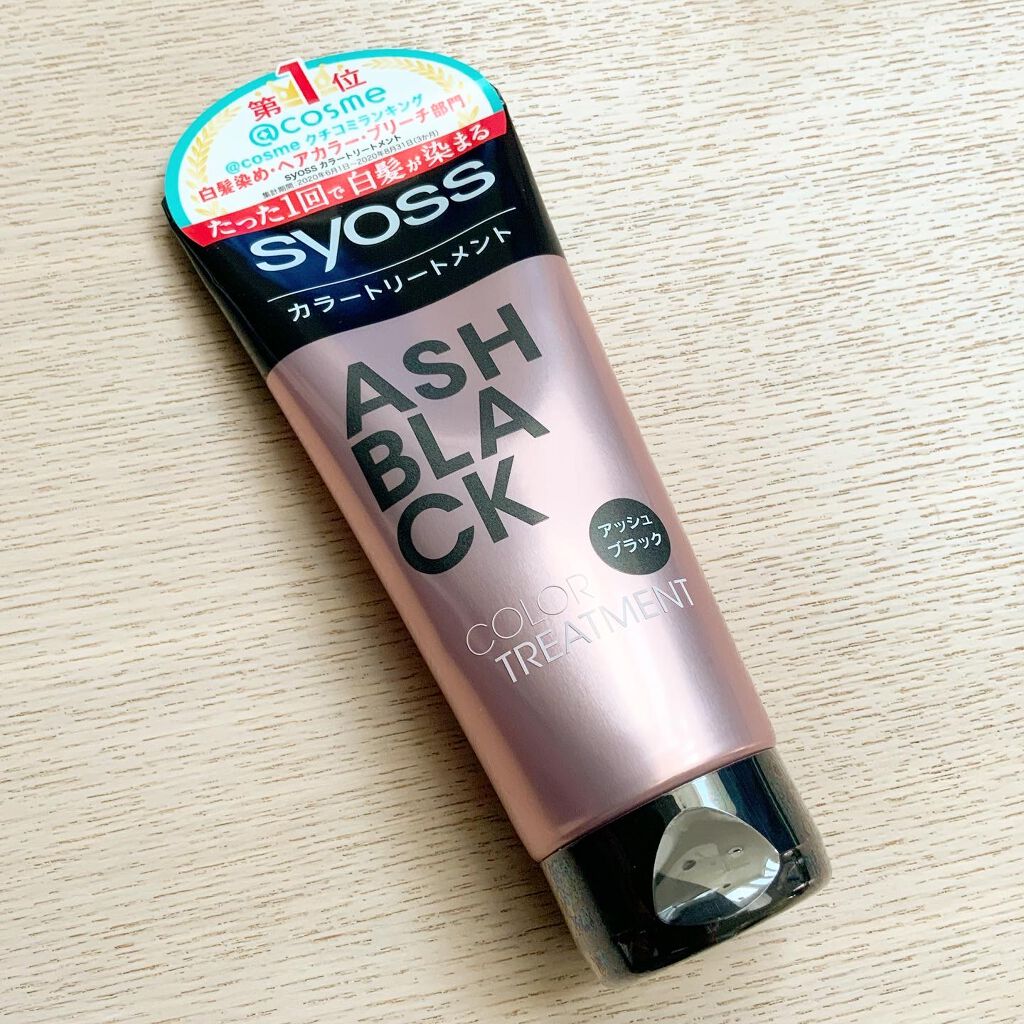 第1位
@cosme
@cosme クチコミランキング
白髪染め・ヘアカラー・ブリーチ部門
syoss カラートリートメント
集計期間 2020年6月1日〜2020年8月31日(3か月)
たった1回で白髪が染まる
syoss
カラートリートメント
ASH
BLA
CK
アッシュ
ブラック
COLOR
TREATMENT